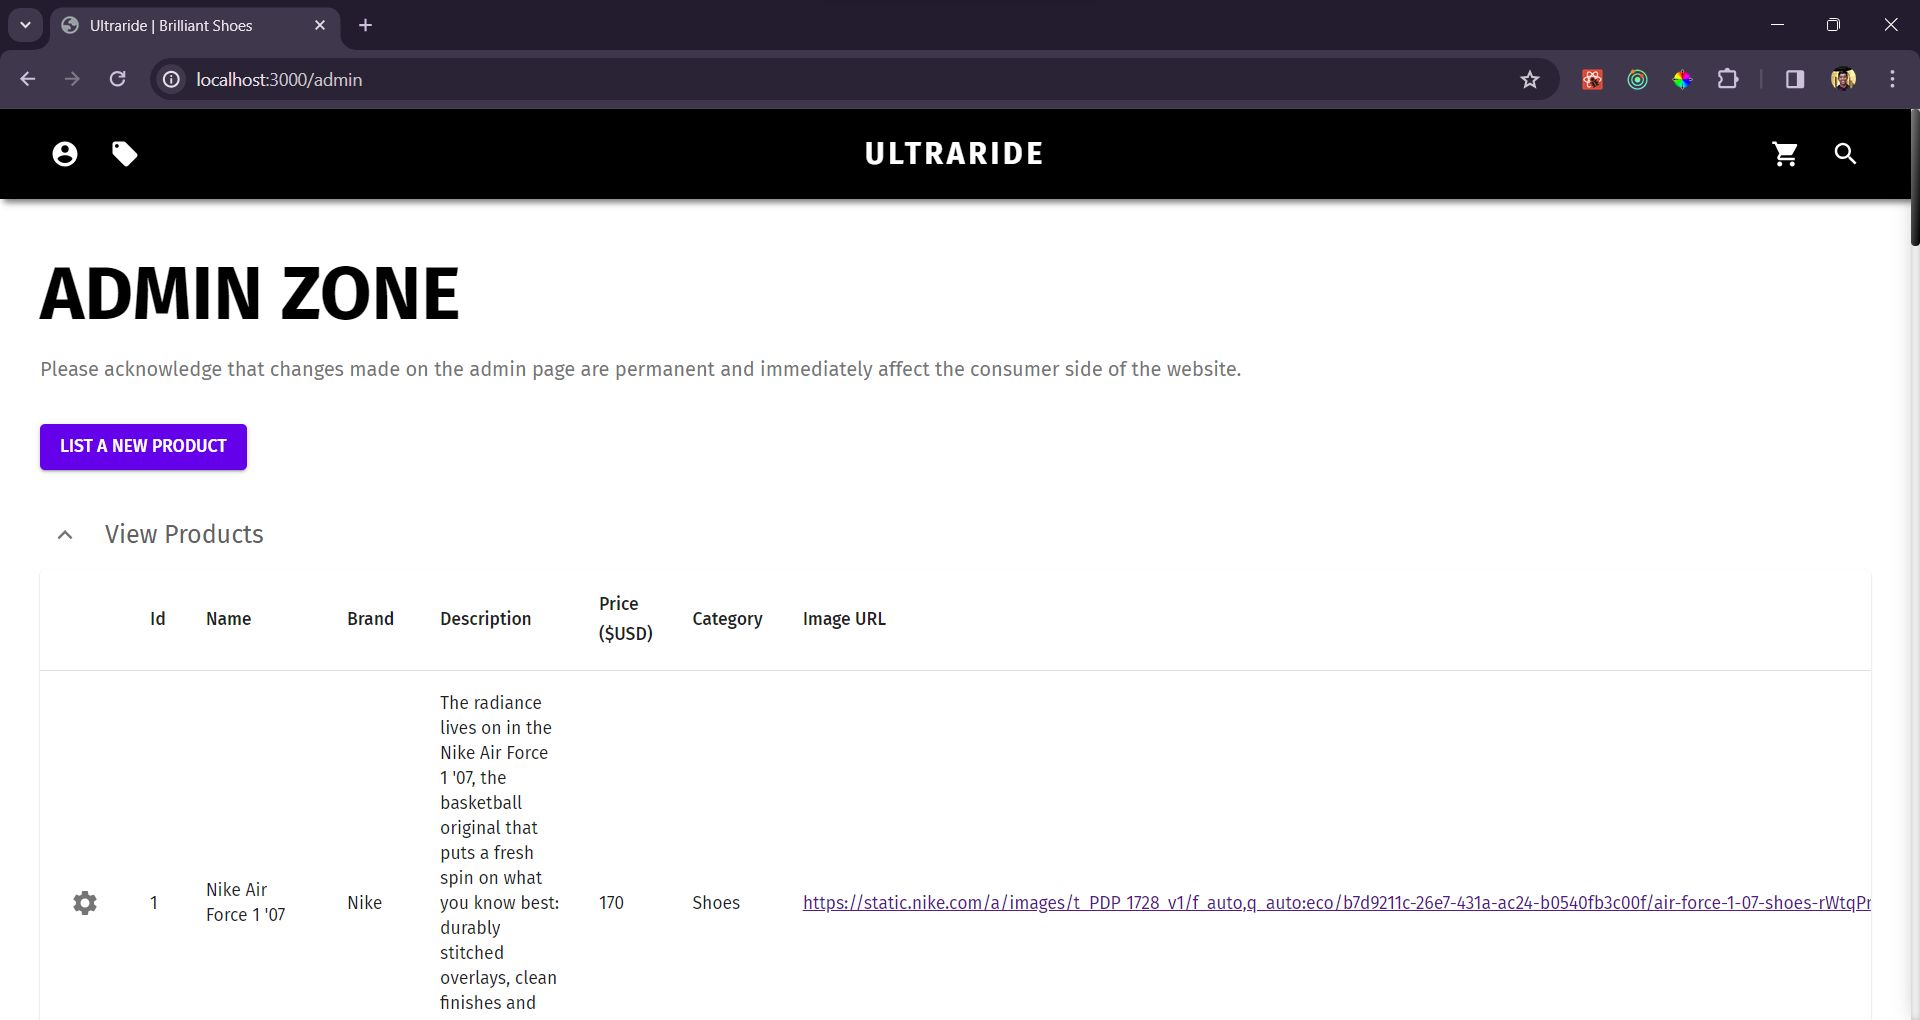 Ultraride | Brilliant Shoes
localhost:3000/admin
ULTRARIDE
ADMIN ZONE
Please acknowledge that changes made on the admin page are permanent and immediately affect the consumer side of the website.
LIST A NEW PRODUCT
View Products
Id Name Brand Description Price ($USD) Category Image URL
The radiance
lives on in the
Nike Air Force
1 '07, the
basketball
original that
puts a fresh
spin on what
you know best:
durably
stitched
overlays, clean
finishes and
1
Nike Air
Force 1 '07
Nike
170
Shoes
https://static.nike.com/a/images/t_PDP_1728_v1/f_auto,q_auto:eco/b7d9211c-26e7-431a-ac24-b0540fb3c00f/air-force-1-07-shoes-rWtqPr